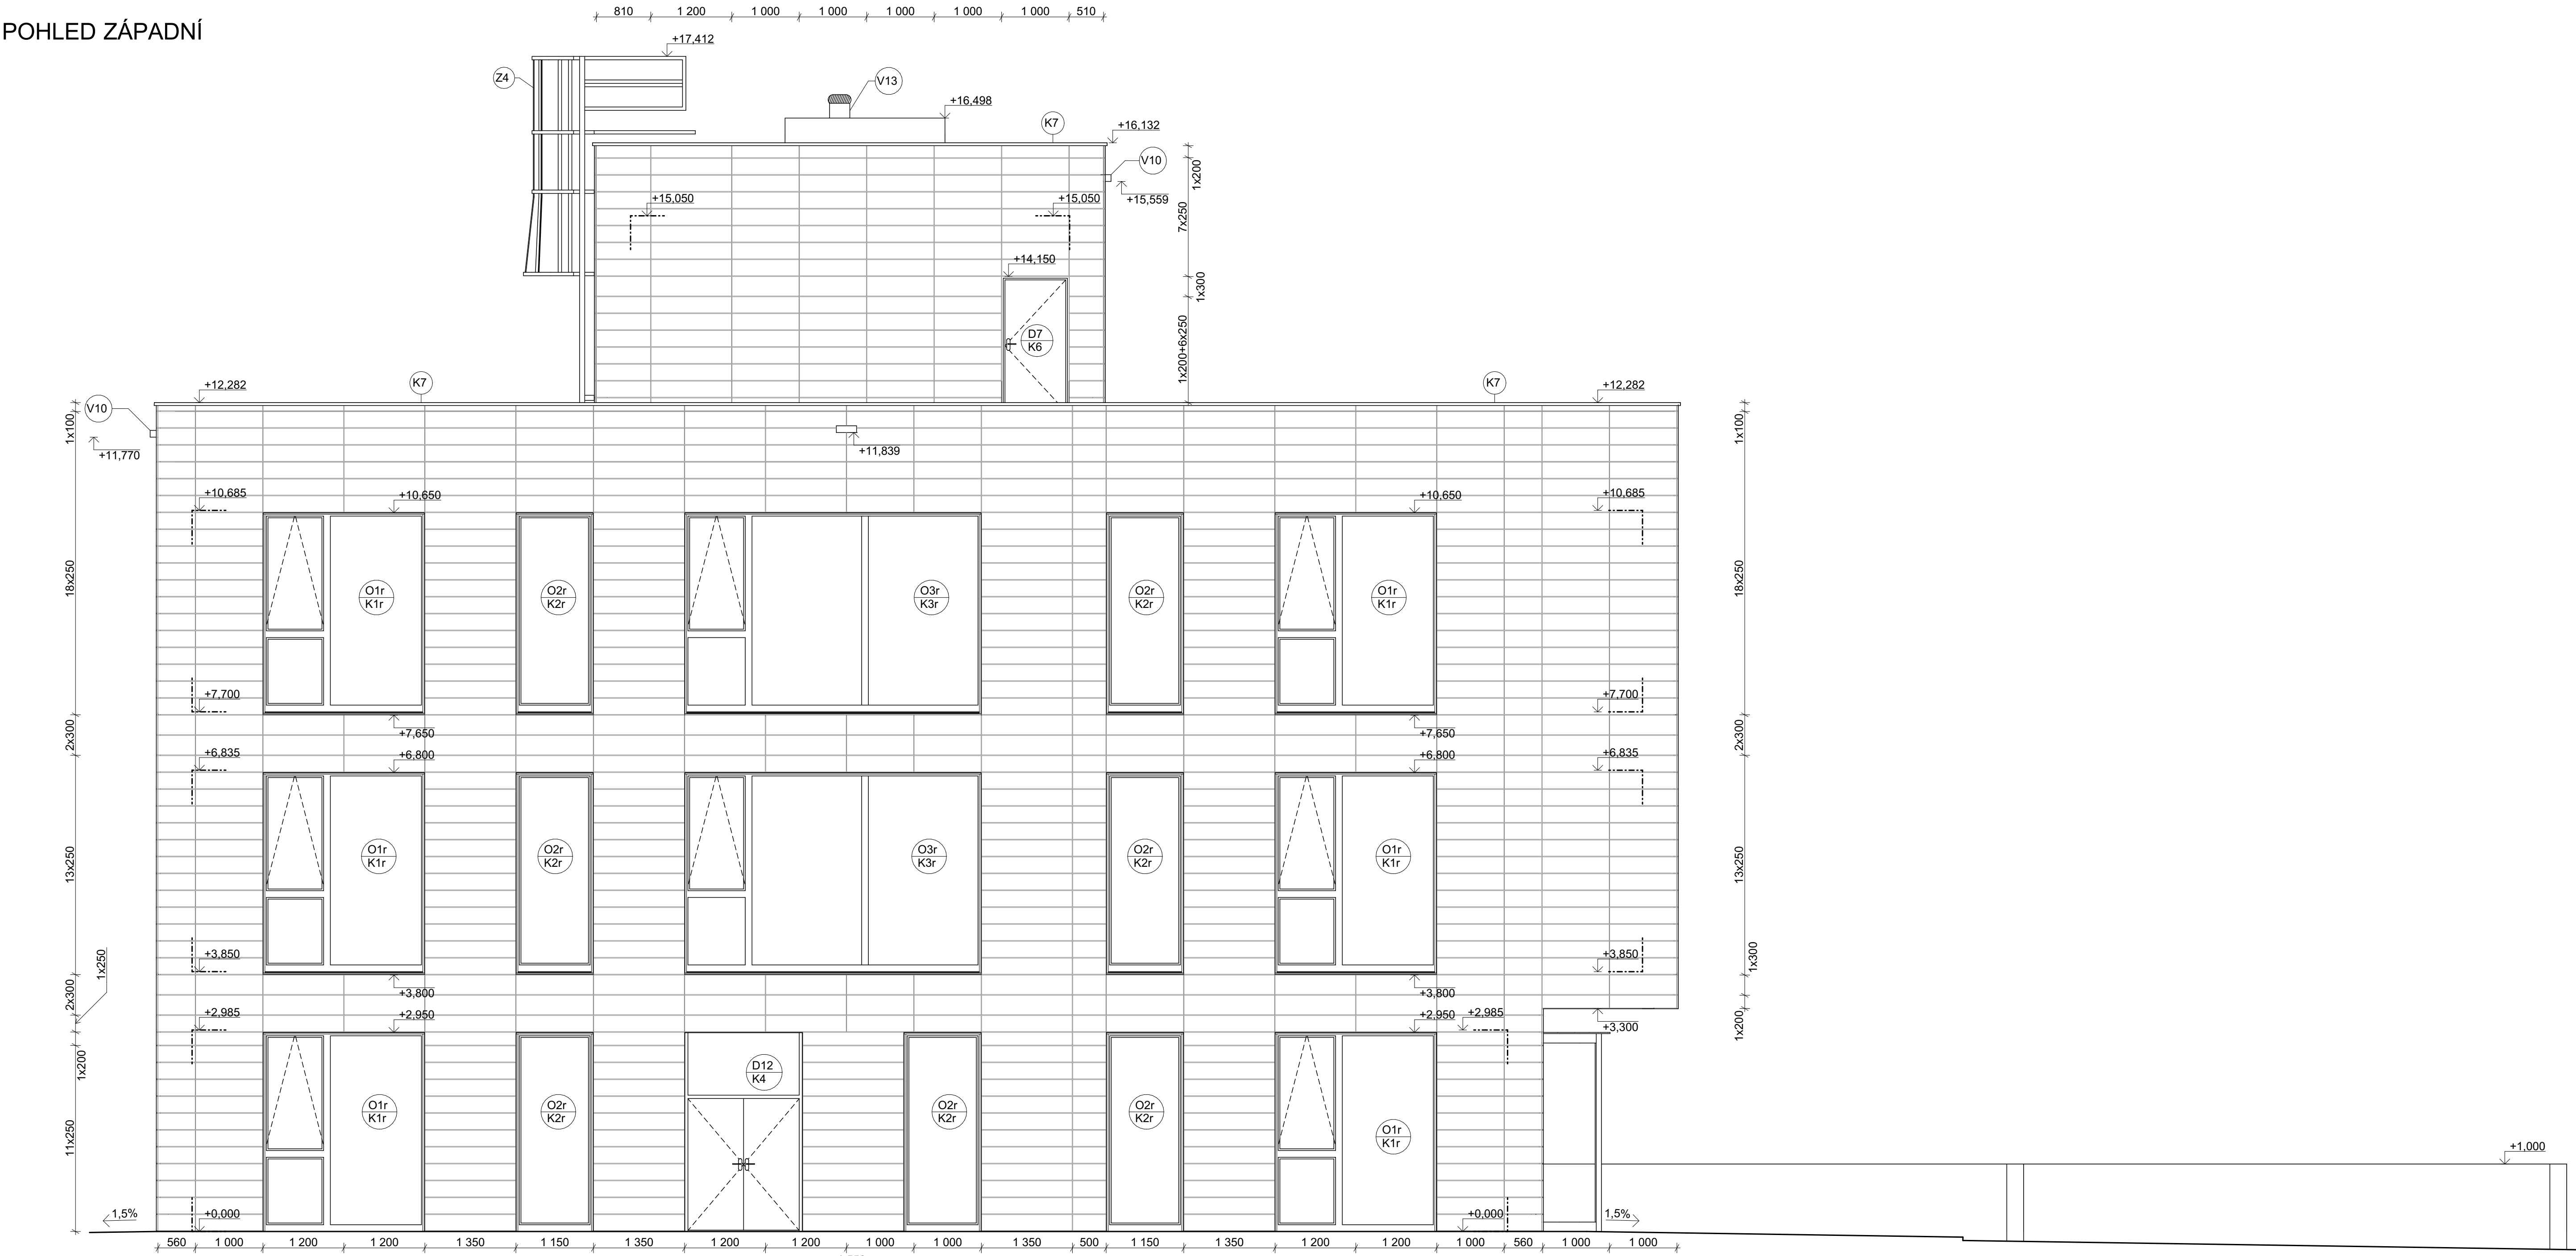 POHLED ZÁPADNÍ
810 1 200 1 000 1 000 1 000 1 000 1 000 510
+17,412
Z4
V13
+16,498
K7
+16,132
V10
+15,559
1x200
+15,050 +15,050
7x250
+14,150
1x300
D7
K6
1x200+6x250
+12,282 K7 K7 +12,282
V10
1x100 1x100
+11,770
+11,839
+10,685 +10,650 +10,650 +10,685
18x250 18x250
O1r O2r O3r O2r O1r
K1r K2r K3r K2r K1r
+7,700 +7,700
+7,650 +7,650
2x300 2x300
+6,835 +6,800 +6,800 +6,835
13x250 13x250
O1r O2r O3r O2r O1r
K1r K2r K3r K2r K1r
+3,850 +3,850
1x250 1x300
+3,800 +3,800
2x300
+2,985 +2,950 +2,950 +2,985
+3,300
1x200 1x200
D12
K4
O1r O2r O2r O2r O1r
K1r K2r K2r K2r K1r
11x250
+1,000
1,5% +0,000 +0,000 1,5%
560 1 000 1 200 1 200 1 350 1 150 1 350 1 200 1 200 1 000 1 000 1 350 500 1 150 1 350 1 200 1 200 1 000 560 1 000 1 000